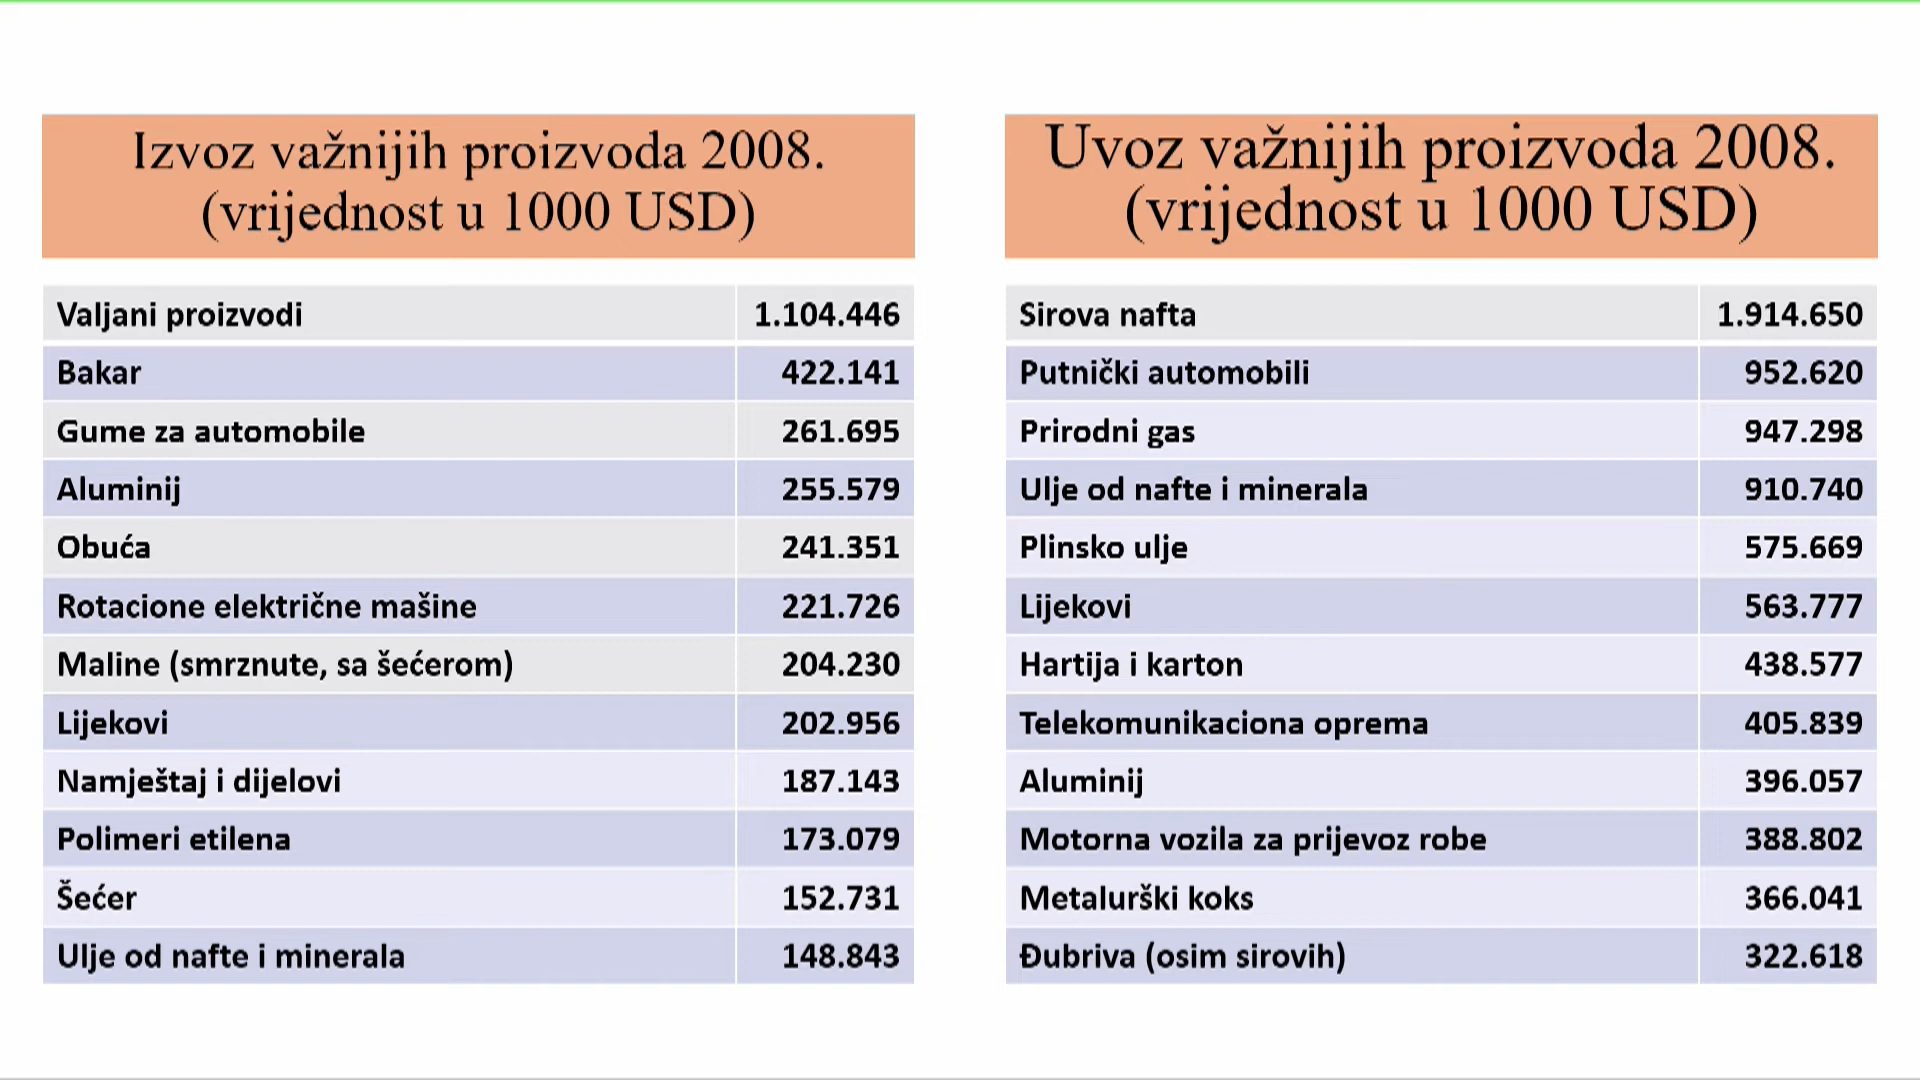 Izvoz važnijih proizvoda 2008.
(vrijednost u 1000 USD)
Valjani proizvodi 1.104.446
Bakar 422.141
Gume za automobile 261.695
Aluminij 255.579
Obuća 241.351
Rotacione električne mašine 221.726
Maline (smrznute, sa šećerom) 204.230
Lijekovi 202.956
Namještaj i dijelovi 187.143
Polimeri etilena 173.079
Šećer 152.731
Ulje od nafte i minerala 148.843
Uvoz važnijih proizvoda 2008.
(vrijednost u 1000 USD)
Sirova nafta 1.914.650
Putnički automobili 952.620
Prirodni gas 947.298
Ulje od nafte i minerala 910.740
Plinsko ulje 575.669
Lijekovi 563.777
Hartija i karton 438.577
Telekomunikaciona oprema 405.839
Aluminij 396.057
Motorna vozila za prijevoz robe 388.802
Metalurški koks 366.041
Đubriva (osim sirovih) 322.618